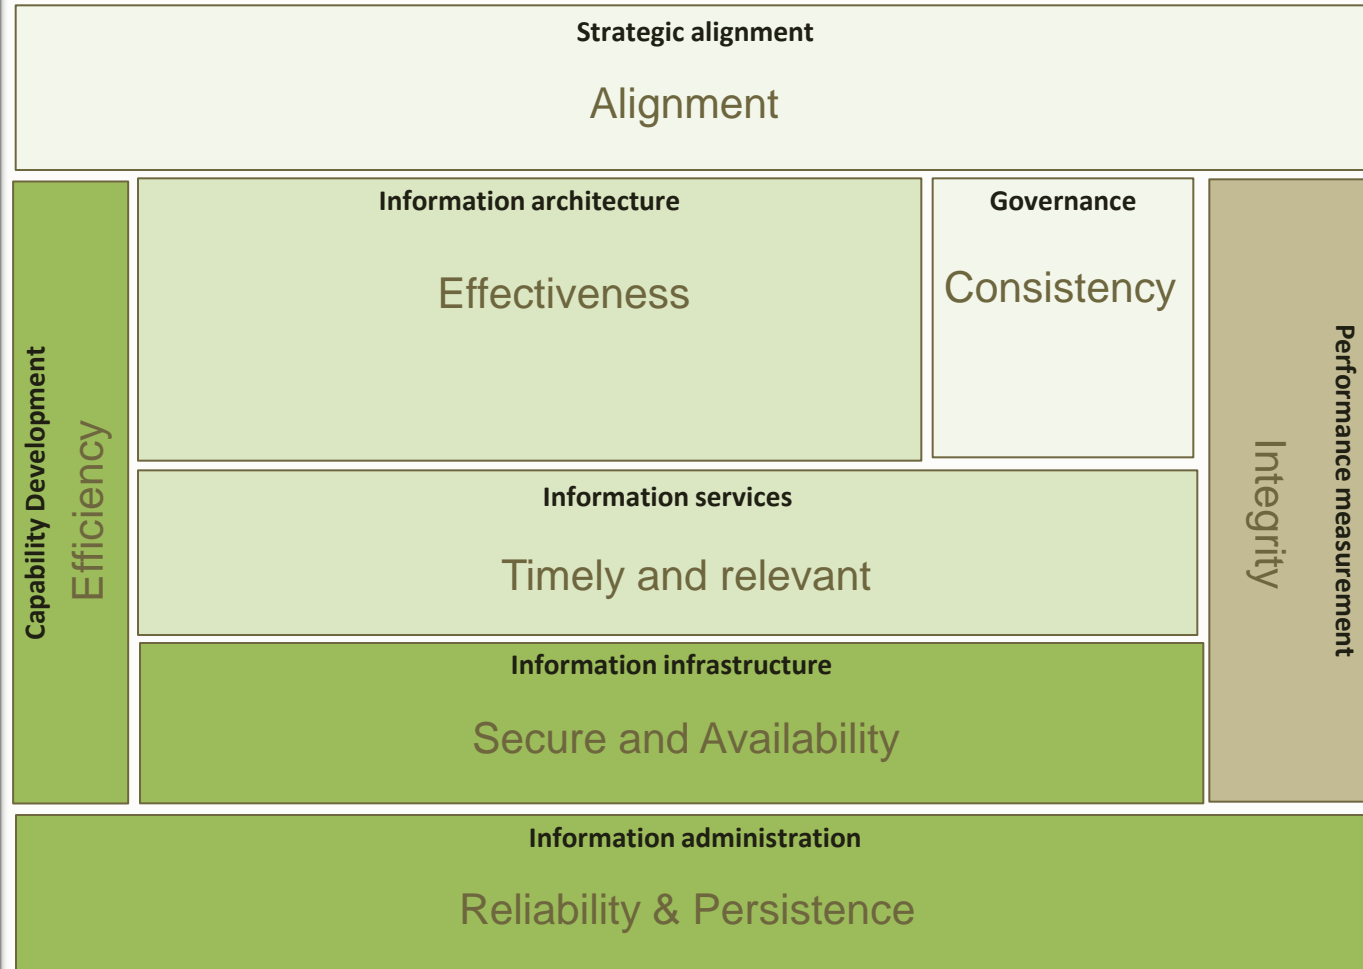 Strategic alignment
Alignment
Capability Development
Efficiency
Information architecture
Effectiveness
Governance
Consistency
Information services
Timely and relevant
Information infrastructure
Secure and Availability
Performance measurement
Integrity
Information administration
Reliability & Persistence